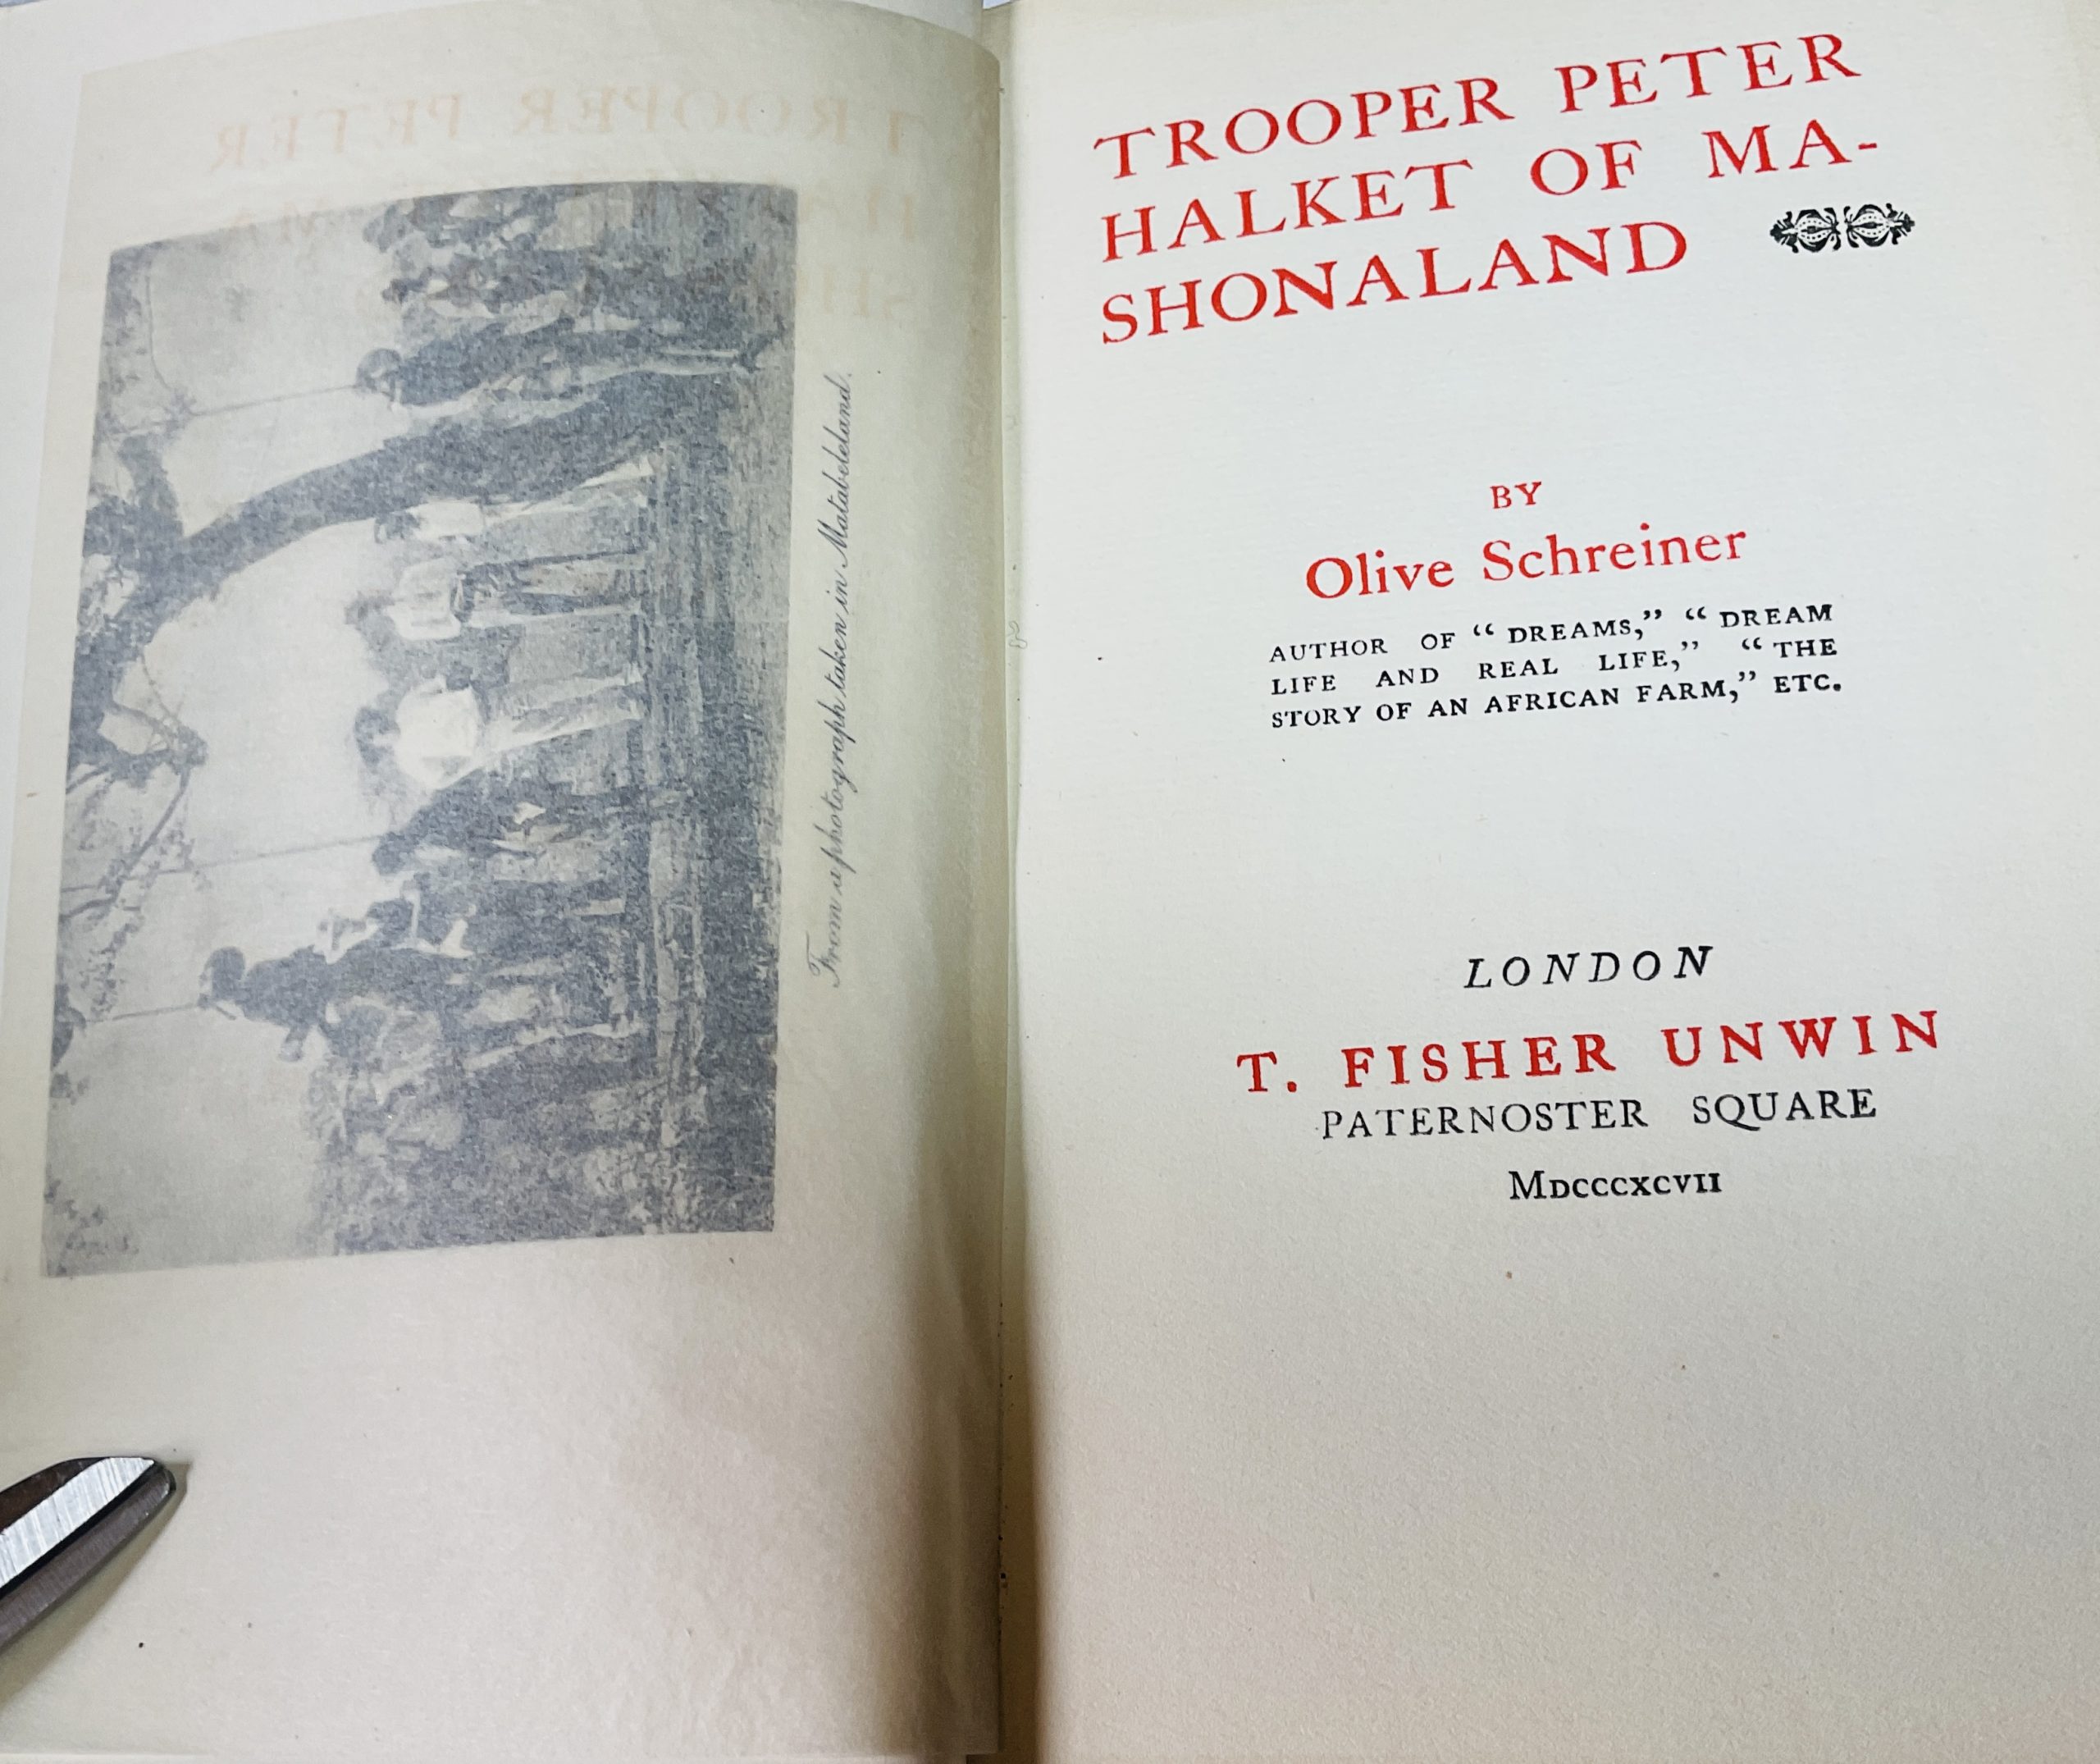 From a photograph taken in Matabeleland.
TROOPER PETER
HALKET OF MA-
SHONALAND
BY
Olive Schreiner
AUTHOR OF “ DREAMS,” “ DREAM
LIFE AND REAL LIFE,” “ THE
STORY OF AN AFRICAN FARM,” ETC.
LONDON
T. FISHER UNWIN
PATERNOSTER SQUARE
MDCCCXCVII